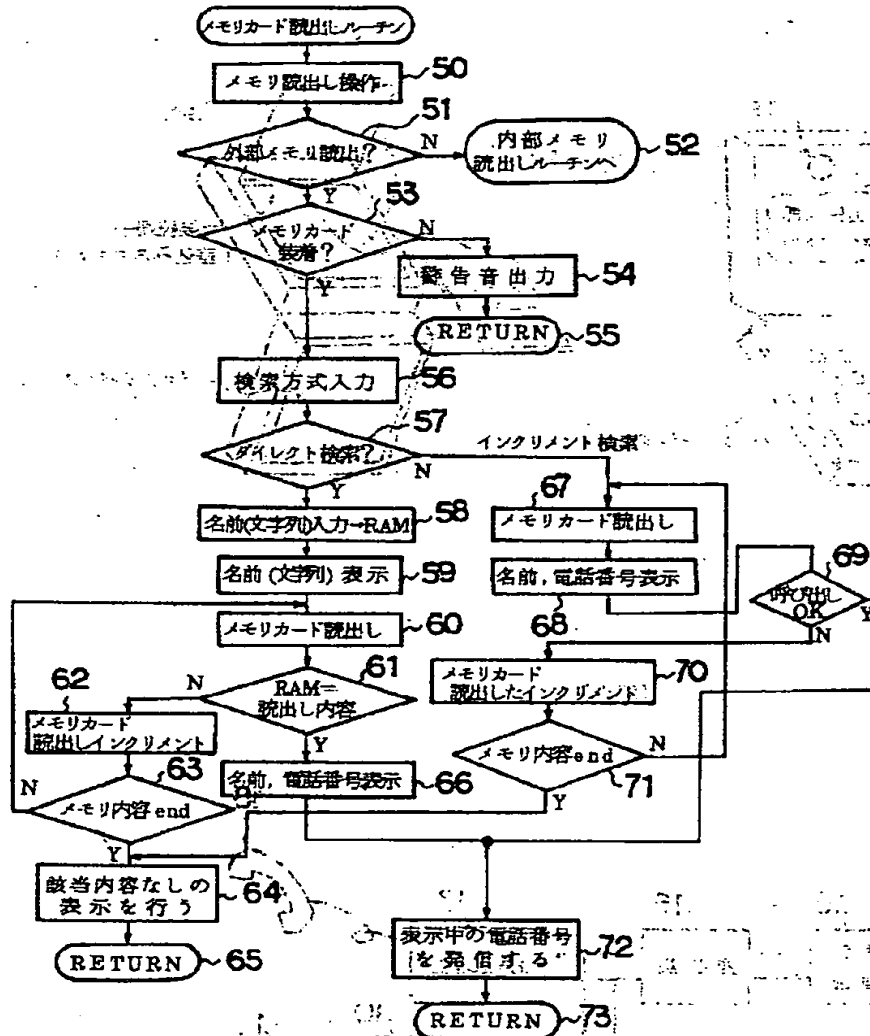 メモリカード読出しルーチン
メモリ読出し操作
50
51
外部メモリ読出?
N
Y
内部メモリ
読出しルーチンへ
52
53
メモリカード
装着?
N
Y
警告音出力
54
RETURN
55
検索方式入力
56
57
ダイレクト検索?
N
Y
インクリメント検索
名前(文字列)入力→RAM
58
名前(文字列)表示
59
メモリカード読出し
60
61
RAM=
読出し内容
N
Y
62
メモリカード
読出しインクリメント
63
メモリ内容end
N
Y
該当内容なしの
表示を行う
64
RETURN
65
名前,電話番号表示
66
67
メモリカード読出し
名前,電話番号表示
68
69
呼び出し
OK
N
Y
メモリカード
読出したインクリメント
70
メモリ内容end
N
Y
71
表示中の電話番号
を発信する
72
RETURN
73